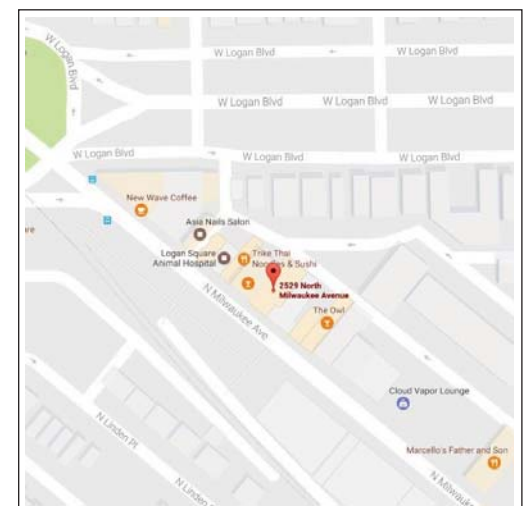 W Logan Blvd
W Logan Blvd
W Logan Blvd
W Logan Blvd
W Logan Blvd
W Logan Blvd
W Logan Blvd
W Logan Blvd
W Logan Blvd
New Wave Coffee
Asia Nails Salon
Logan Square
Animal Hospital
Trike Thai
Noodles & Sushi
2529 North
Milwaukee Avenue
The Owl
N Milwaukee Ave
Cloud Vapor Lounge
Marcello's Father and Son
N Linden Pl